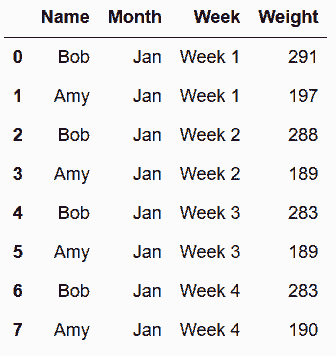 Name Month Week Weight
0 Bob Jan Week 1 291
1 Amy Jan Week 1 197
2 Bob Jan Week 2 288
3 Amy Jan Week 2 189
4 Bob Jan Week 3 283
5 Amy Jan Week 3 189
6 Bob Jan Week 4 283
7 Amy Jan Week 4 190